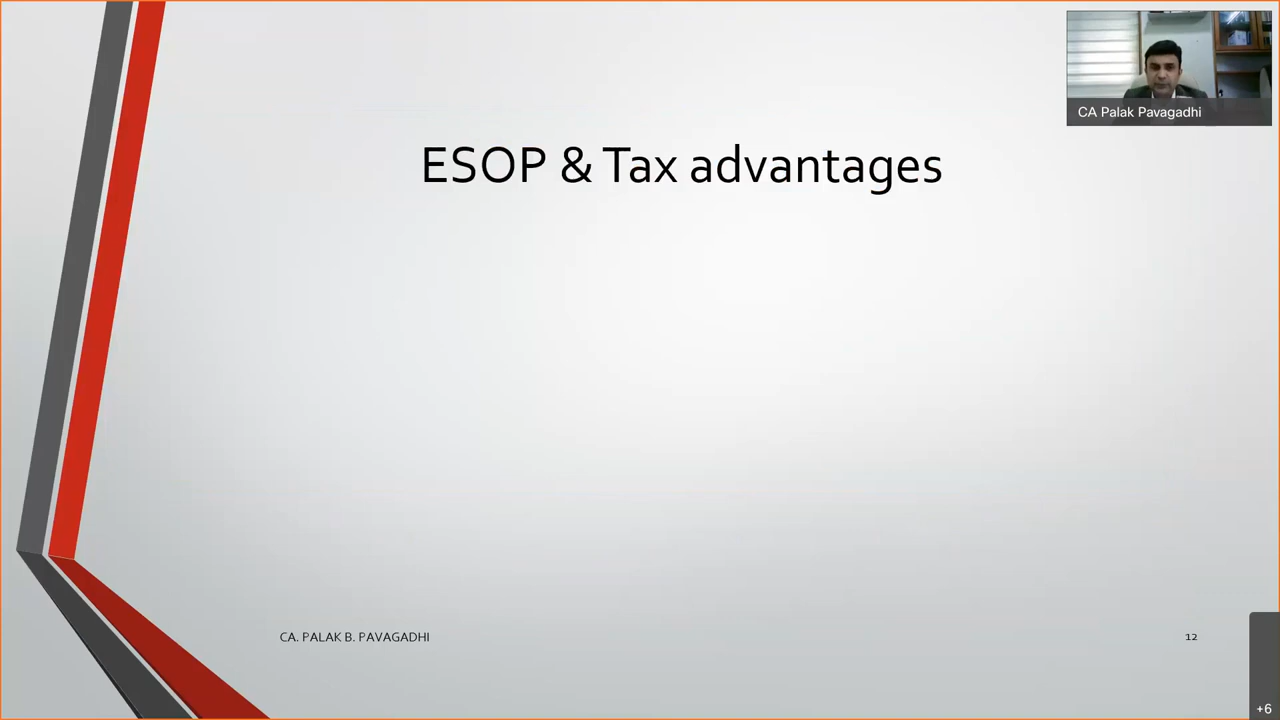 CA Palak Pavagadhi
ESOP & Tax advantages
CA. PALAK B. PAVAGADHI
12
+6